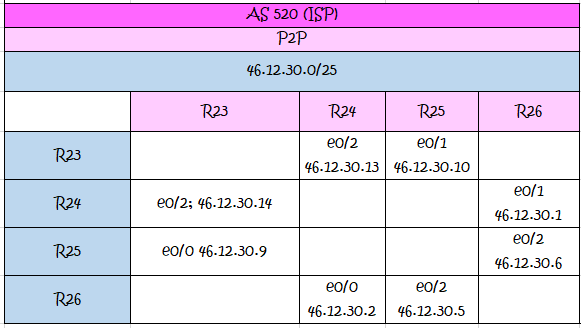 AS 520 (ISP)
P2P
46.12.30.0/25
R23 R24 R25 R26
R23 e0/2 46.12.30.13 e0/1 46.12.30.10
R24 e0/2; 46.12.30.14 e0/1 46.12.30.1
R25 e0/0 46.12.30.9 e0/2 46.12.30.6
R26 e0/0 46.12.30.2 e0/2 46.12.30.5